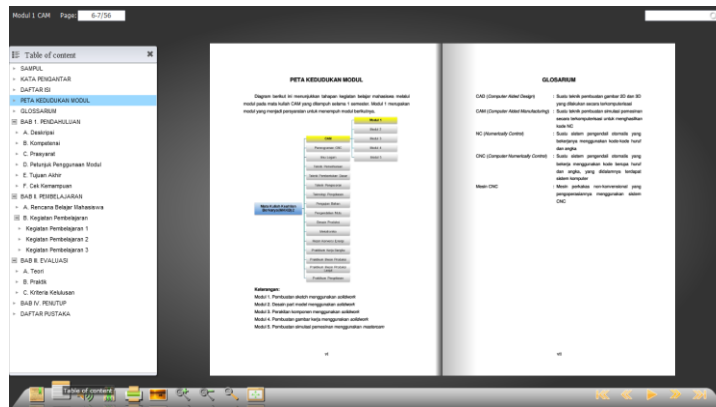 Modul 1 CAM Page: 6-7/56
Table of content
SAMPUL
KATA PENGANTAR
DAFTAR ISI
PETA KEDUDUKAN MODUL
GLOSSARIUM
BAB 1. PENDAHULUAN
A. Deskripsi
B. Kompetensi
C. Prasyarat
D. Petunjuk Penggunaan Modul
E. Tujuan Akhir
F. Cek Kemampuan
BAB II. PEMBELAJARAN
A. Rencana Belajar Mahasiswa
B. Kegiatan Pembelajaran
Kegiatan Pembelajaran 1
Kegiatan Pembelajaran 2
Kegiatan Pembelajaran 3
BAB III. EVALUASI
A. Teori
B. Praktik
C. Kriteria Kelulusan
BAB IV. PENUTUP
DAFTAR PUSTAKA
Table of content
PETA KEDUDUKAN MODUL
Diagram berikut ini menunjukkan tahapan kegiatan belajar mahasiswa melalui
modul pada mata kuliah CAM yang ditempuh selama 1 semester. Modul 1 merupakan
modul yang menjadi persyaratan untuk menempuh modul berikutnya.
Modul 1
Modul 2
CAM
Modul 3
Pemrograman CNC
Modul 4
Modul 5
Keterangan:
Modul 1. Pembuatan sketch menggunakan solidwork
Modul 2. Desain part model menggunakan solidwork
Modul 3. Perakitan komponen menggunakan solidwork
Modul 4. Pembuatan gambar kerja menggunakan solidwork
Modul 5. Pembuatan simulasi pemesinan menggunakan mastercam
vi
GLOSARIUM
CAD (Computer Aided Design) : Suatu teknik pembuatan gambar 2D dan 3D
yang dilakukan secara terkomputerisasi
CAM (Computer Aided Manufacturing) : Suatu teknik pembuatan simulasi pemesinan
secara terkomputerisasi untuk menghasilkan
kode NC
NC (Numerically Control) : Suatu sistem pengendali otomatis yang
bekerja menggunakan kode-kode huruf
dan angka.
CNC (Computer Numerically Control) : Suatu sistem pengendali otomatis yang
bekerja menggunakan kode berupa huruf
dan angka, yang didalamnya terdapat
sistem komputer
Mesin CNC : Mesin perkakas non-konvensional yang
pengoperasiannya menggunakan sistem
CNC
vii